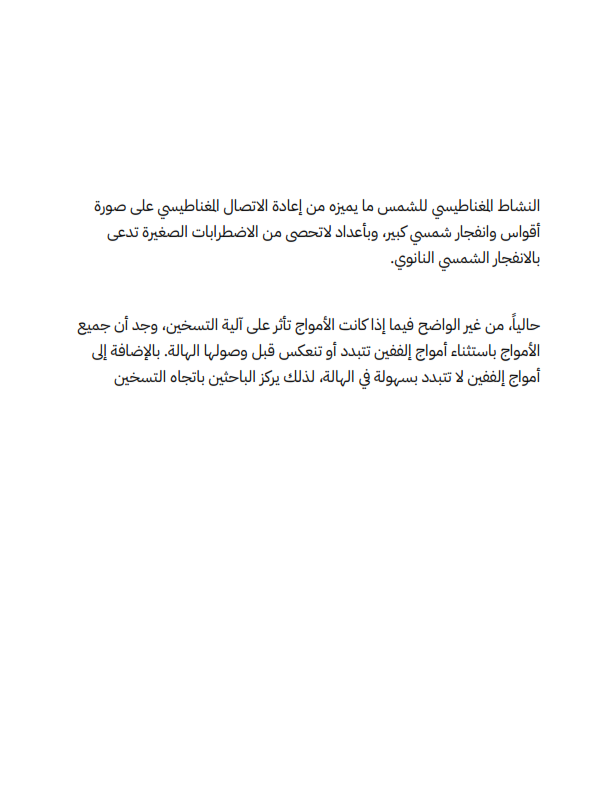 النشاط المغناطيسي للشمس ما يميزه من إعادة الاتصال المغناطيسي على صورة
أقواس وانفجار شمسي كبير، وبأعداد لاتحصى من الاضطرابات الصغيرة تدعى
بالانفجار الشمسي النانوي.
حالياً، من غير الواضح فيما إذا كانت الأمواج تأثر على آلية التسخين، وجد أن جميع
الأمواج باستثناء أمواج إلففين تتبدد أو تنعكس قبل وصولها الهالة. بالإضافة إلى
أمواج إلففين لا تتبدد بسهولة في الهالة، لذلك يركز الباحثين باتجاه التسخين